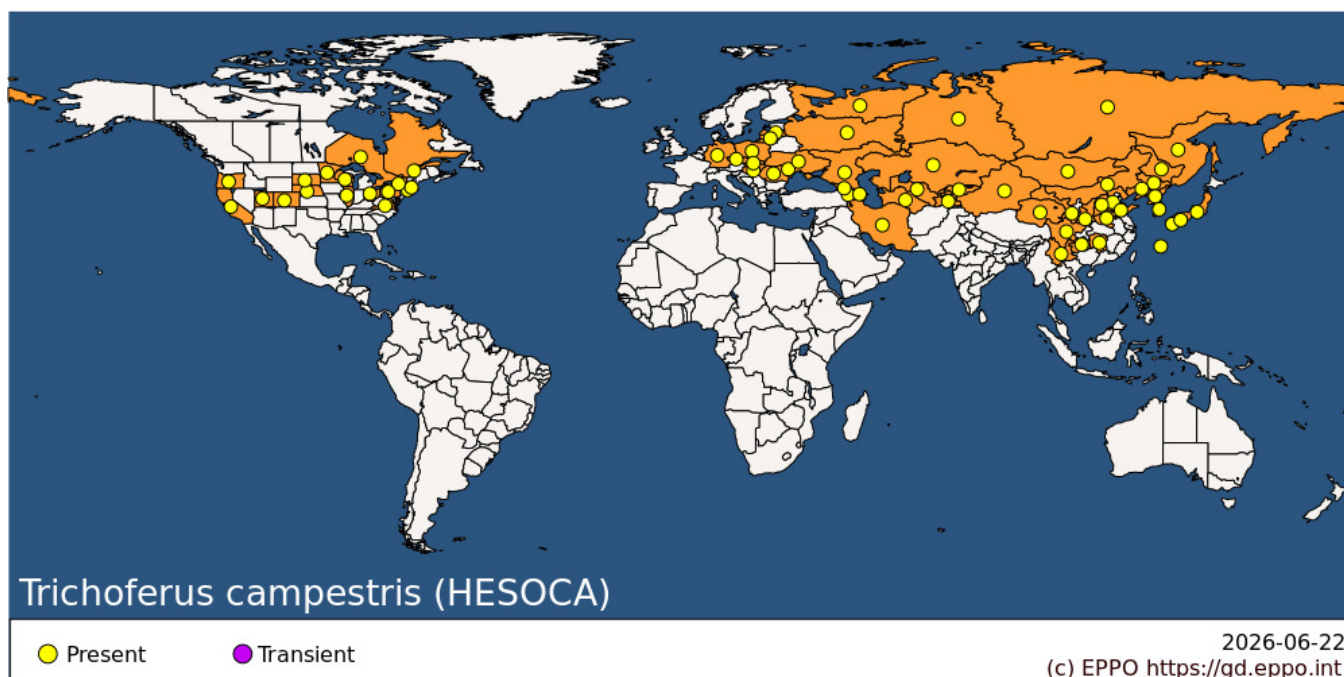 Trichoferus campestris (HESOCA)
Present
Transient
2026-06-22
(c) EPPO https://gd.eppo.int